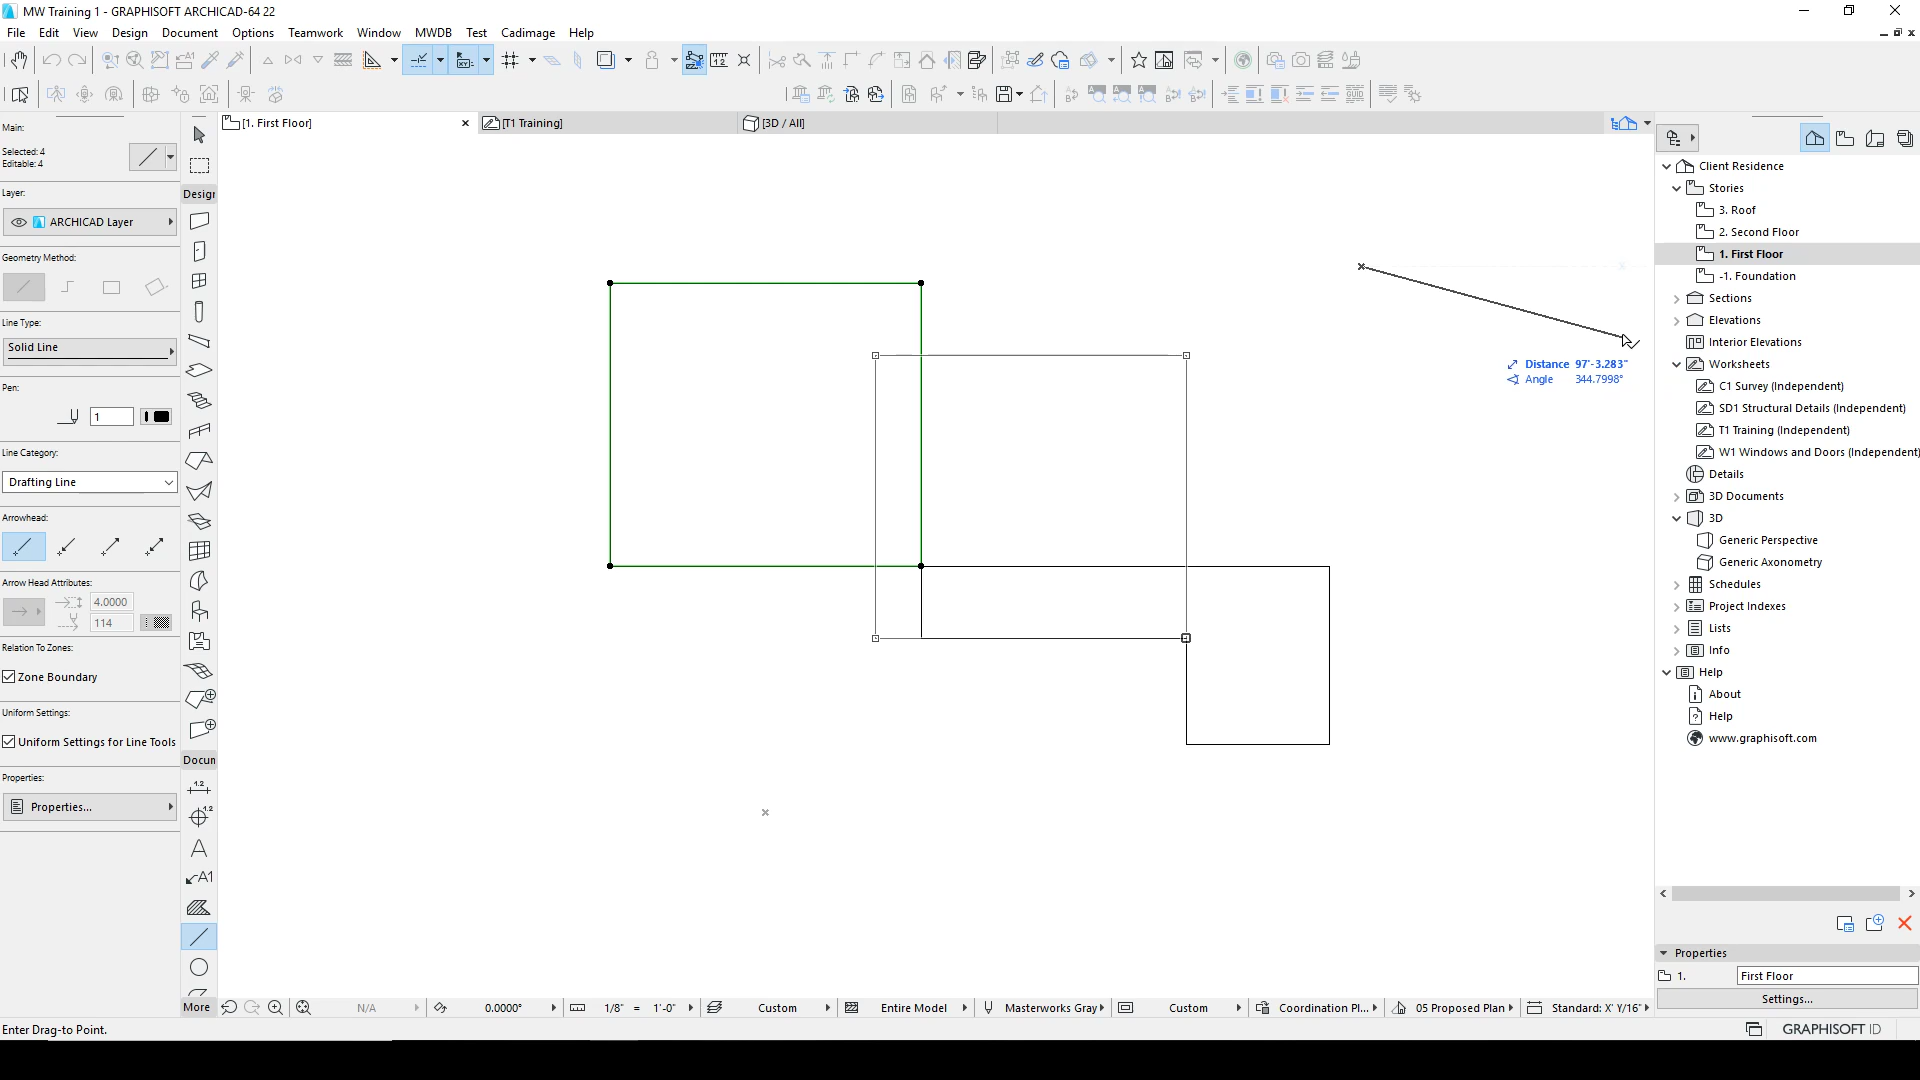 MW Training 1 - GRAPHISOFT ARCHICAD-64 22
File Edit View Design Document Options Teamwork Window MWDB Test Cadimage Help
[1. First Floor]
[T1 Training]
[3D / All]
Main:
Selected: 4
Editable: 4
Layer:
ARCHICAD Layer
Geometry Method:
Line Type:
Solid Line
Pen:
1
Line Category:
Drafting Line
Arrowhead:
Arrow Head Attributes:
4.0000
114
Relation To Zones:
Zone Boundary
Uniform Settings:
Uniform Settings for Line Tools
Properties:
Properties...
Design
Docun
More
Distance 97'-3.283"
Angle 344.7998°
Client Residence
Stories
3. Roof
2. Second Floor
1. First Floor
-1. Foundation
Sections
Elevations
Interior Elevations
Worksheets
C1 Survey (Independent)
SD1 Structural Details (Independent)
T1 Training (Independent)
W1 Windows and Doors (Independent)
Details
3D Documents
3D
Generic Perspective
Generic Axonometry
Schedules
Project Indexes
Lists
Info
Help
About
Help
www.graphisoft.com
Properties
1. First Floor
Settings...
N/A 0.0000° 1/8" = 1'-0" Custom Entire Model Masterworks Gray Custom Coordination Pl... 05 Proposed Plan Standard: X' Y/16"
Enter Drag-to Point.
GRAPHISOFT ID